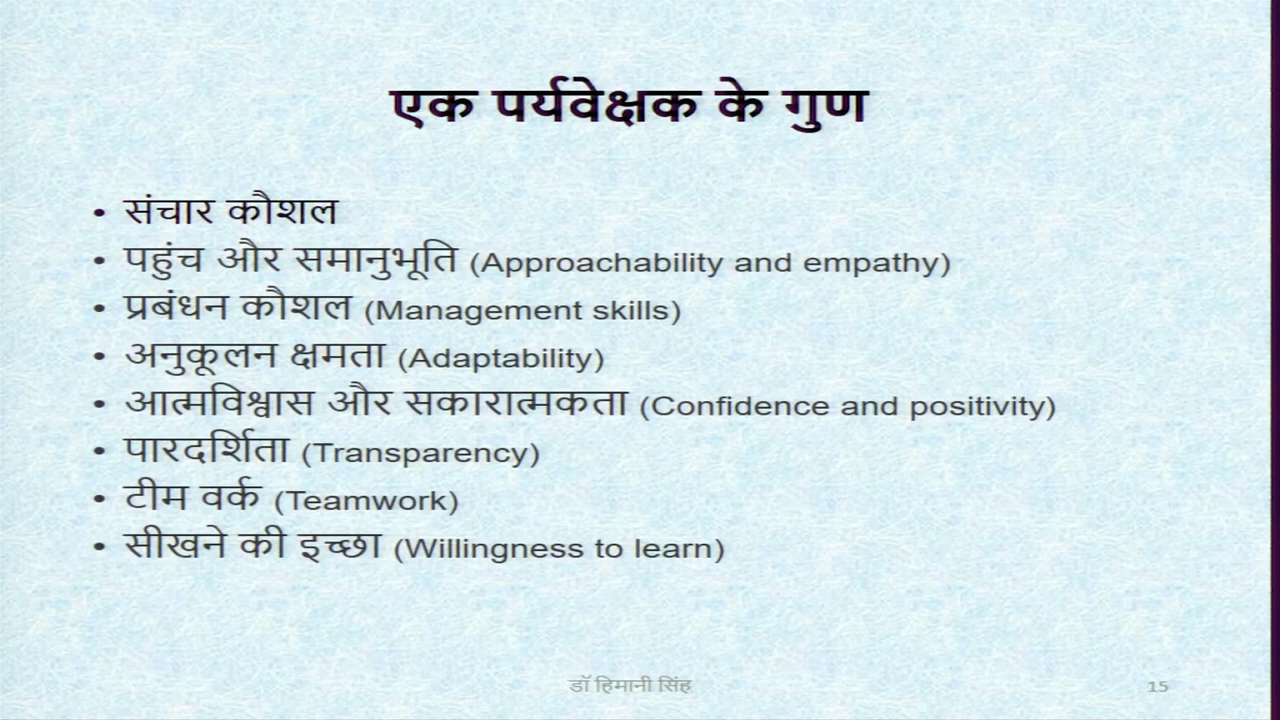 एक पर्यवेक्षक के गुण
• संचार कौशल
• पहुंच और समानुभूति (Approachability and empathy)
• प्रबंधन कौशल (Management skills)
• अनुकूलन क्षमता (Adaptability)
• आत्मविश्वास और सकारात्मकता (Confidence and positivity)
• पारदर्शिता (Transparency)
• टीम वर्क (Teamwork)
• सीखने की इच्छा (Willingness to learn)
डॉ हिमानी सिंह
15